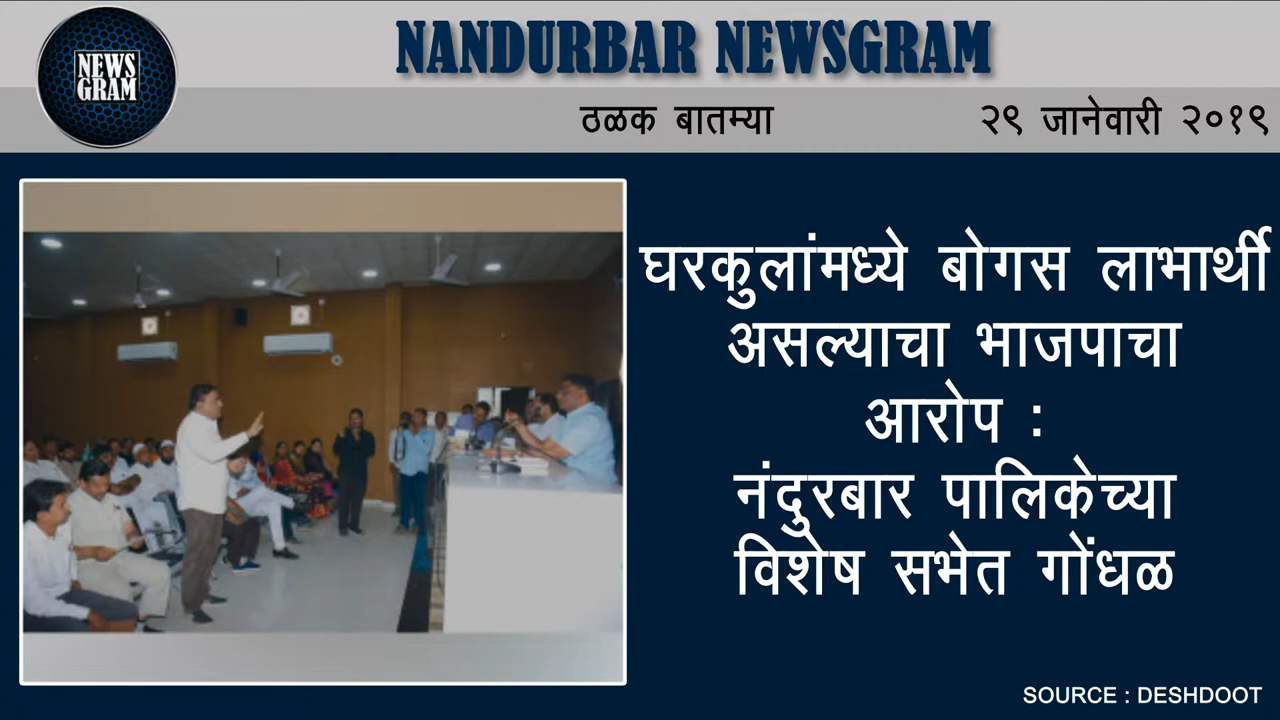 NEWS
GRAM
NANDURBAR NEWSGRAM
ठळक बातम्या
२९ जानेवारी २०१९
घरकुलांमध्ये बोगस लाभार्थी
असल्याचा भाजपाचा
आरोप :
नंदुरबार पालिकेच्या
विशेष सभेत गोंधळ
SOURCE : DESHDOOT